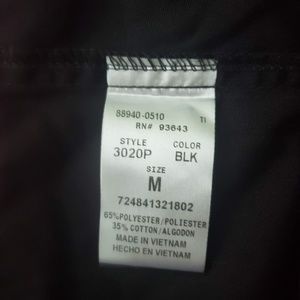 88940-0510 TI
RN# 93643
STYLE COLOR
3020P BLK
SIZE
M
724841321802
65%POLYESTER/POLIESTER
35% COTTON/ALGODON
MADE IN VIETNAM
HECHO EN VIETNAM